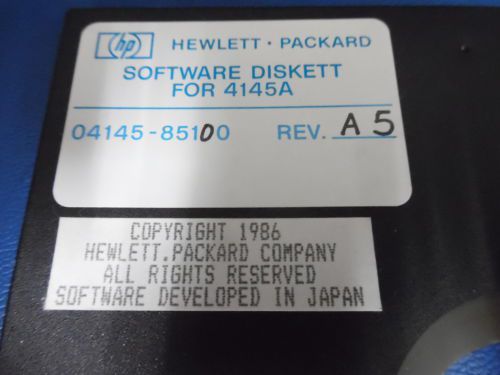 hp HEWLETT · PACKARD
SOFTWARE DISKETT
FOR 4145A
04145-85100 REV. A5
COPYRIGHT 1986
HEWLETT.PACKARD COMPANY
ALL RIGHTS RESERVED
SOFTWARE DEVELOPED IN JAPAN